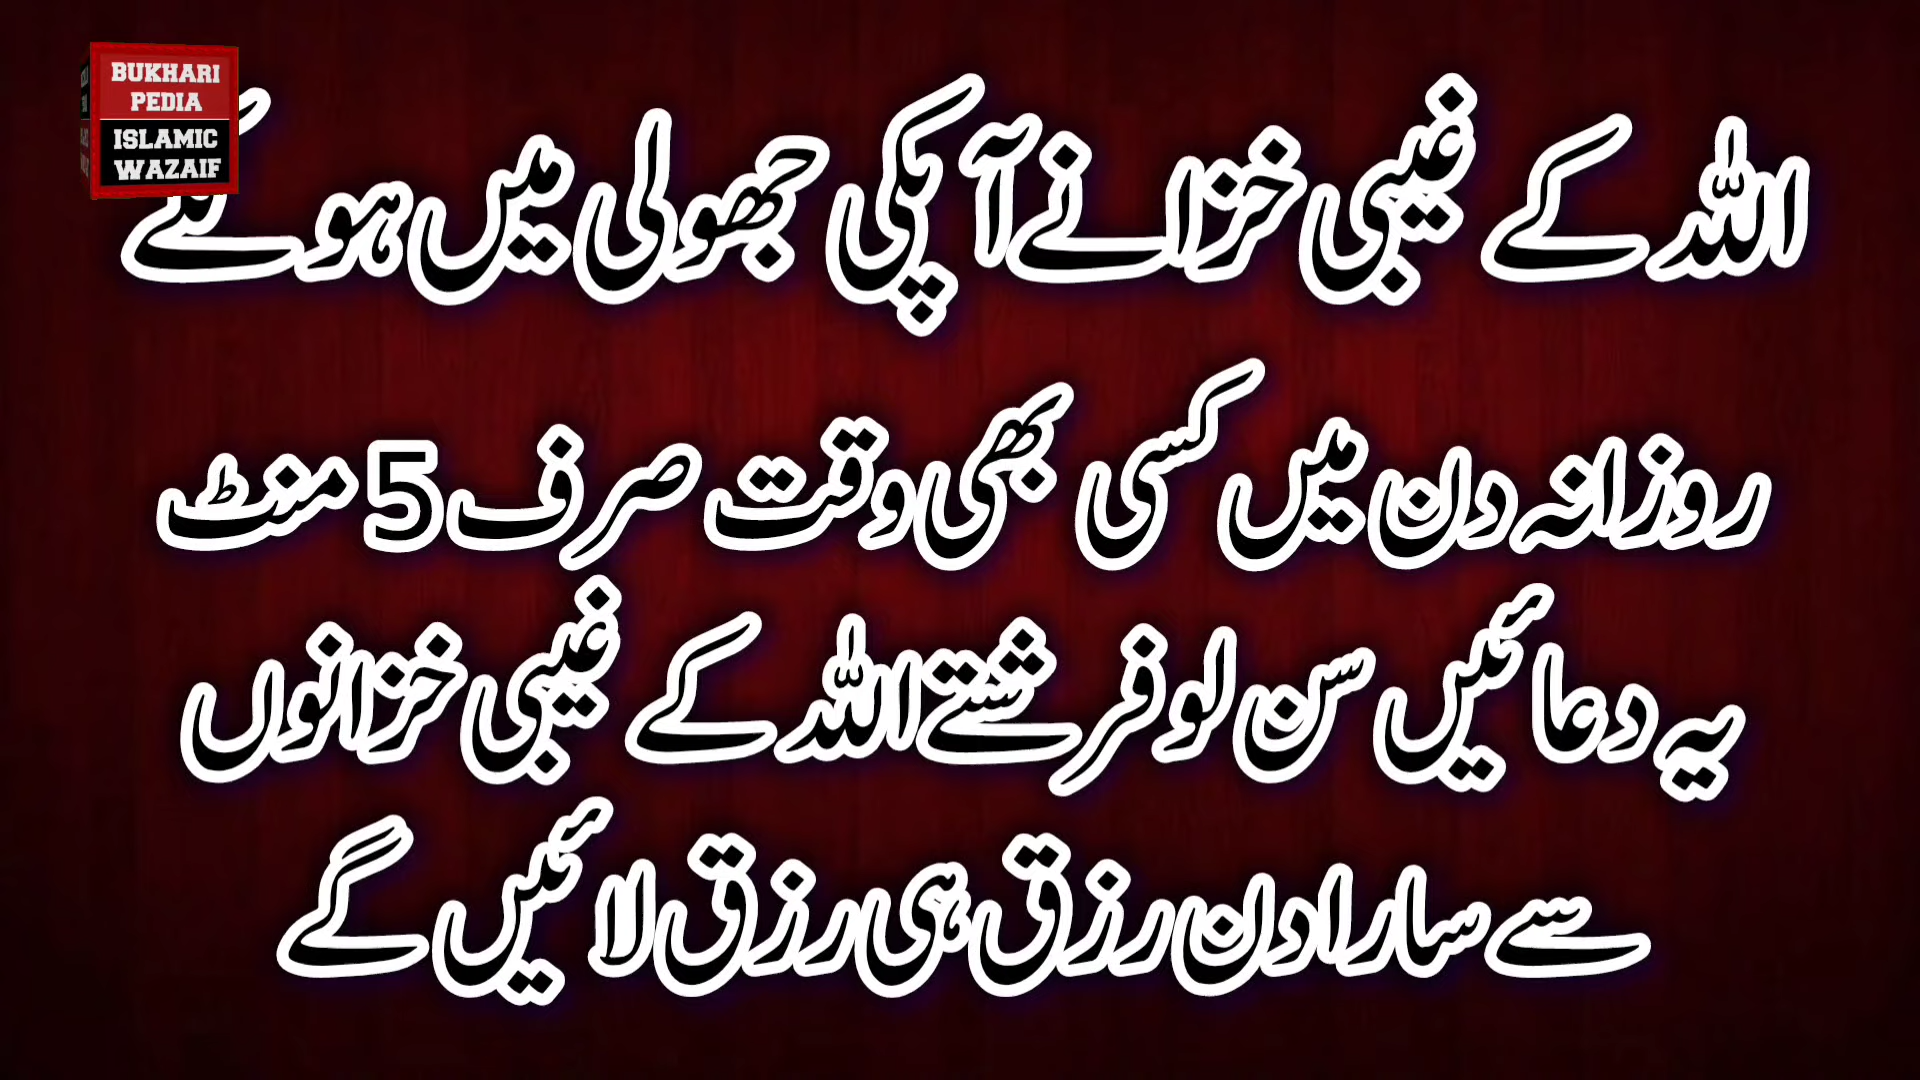 BUKHARI
PEDIA
ISLAMIC
WAZAIF
اللہ کے غیبی خزانے آپکی جھولی میں ہوگے
روزانہ دن میں کسی بھی وقت صرف 5 منٹ
یہ دعائیں سن لو فرشتے اللہ کے غیبی خزانوں
سے سارا دن رزق ہی رزق لائیں گے